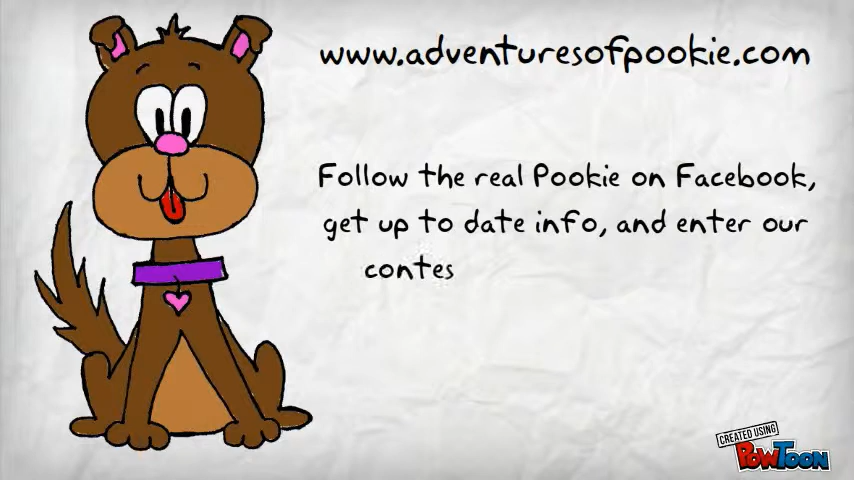 www.adventuresofpookie.com
Follow the real Pookie on Facebook,
get up to date info, and enter our
contes
CREATED USING
POWTOON